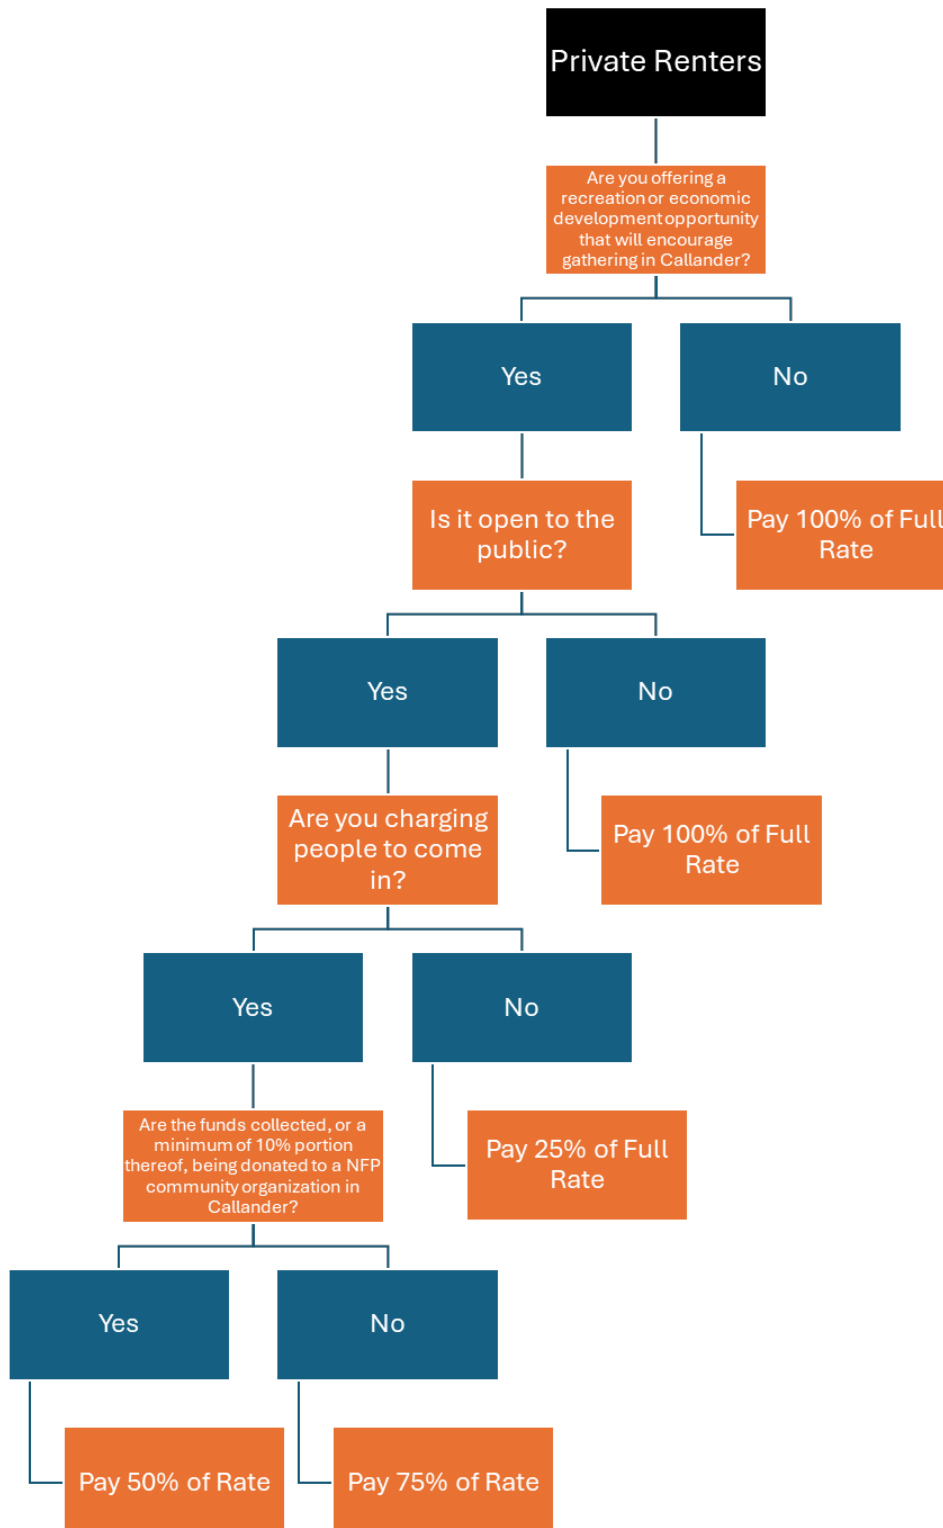 Private Renters
Are you offering a
recreation or economic
development opportunity
that will encourage
gathering in Callander?
Yes
No
Is it open to the
public?
Pay 100% of Full
Rate
Yes
No
Are you charging
people to come
in?
Pay 100% of Full
Rate
Yes
No
Are the funds collected, or a
minimum of 10% portion
thereof, being donated to a NFP
community organization in
Callander?
Pay 25% of Full
Rate
Yes
No
Pay 50% of Rate
Pay 75% of Rate